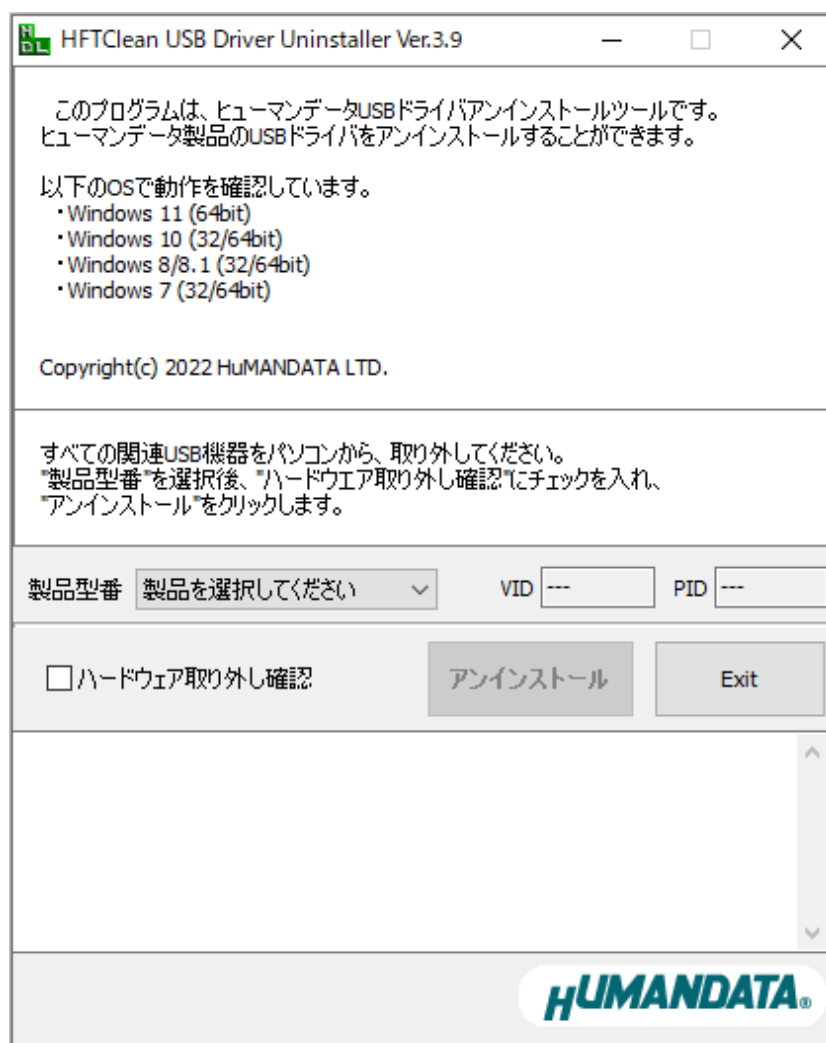 HDL HFTClean USB Driver Uninstaller Ver.3.9
このプログラムは、ヒューマンデータUSBドライバアンインストールツールです。
ヒューマンデータ製品のUSBドライバをアンインストールすることができます。
以下のOSで動作を確認しています。
・Windows 11 (64bit)
・Windows 10 (32/64bit)
・Windows 8/8.1 (32/64bit)
・Windows 7 (32/64bit)
Copyright(c) 2022 HuMANDATA LTD.
すべての関連USB機器をパソコンから、取り外してください。
"製品型番"を選択後、"ハードウエア取り外し確認"にチェックを入れ、
"アンインストール"をクリックします。
製品型番 製品を選択してください VID --- PID ---
ハードウェア取り外し確認 アンインストール Exit
HUMANDATA®